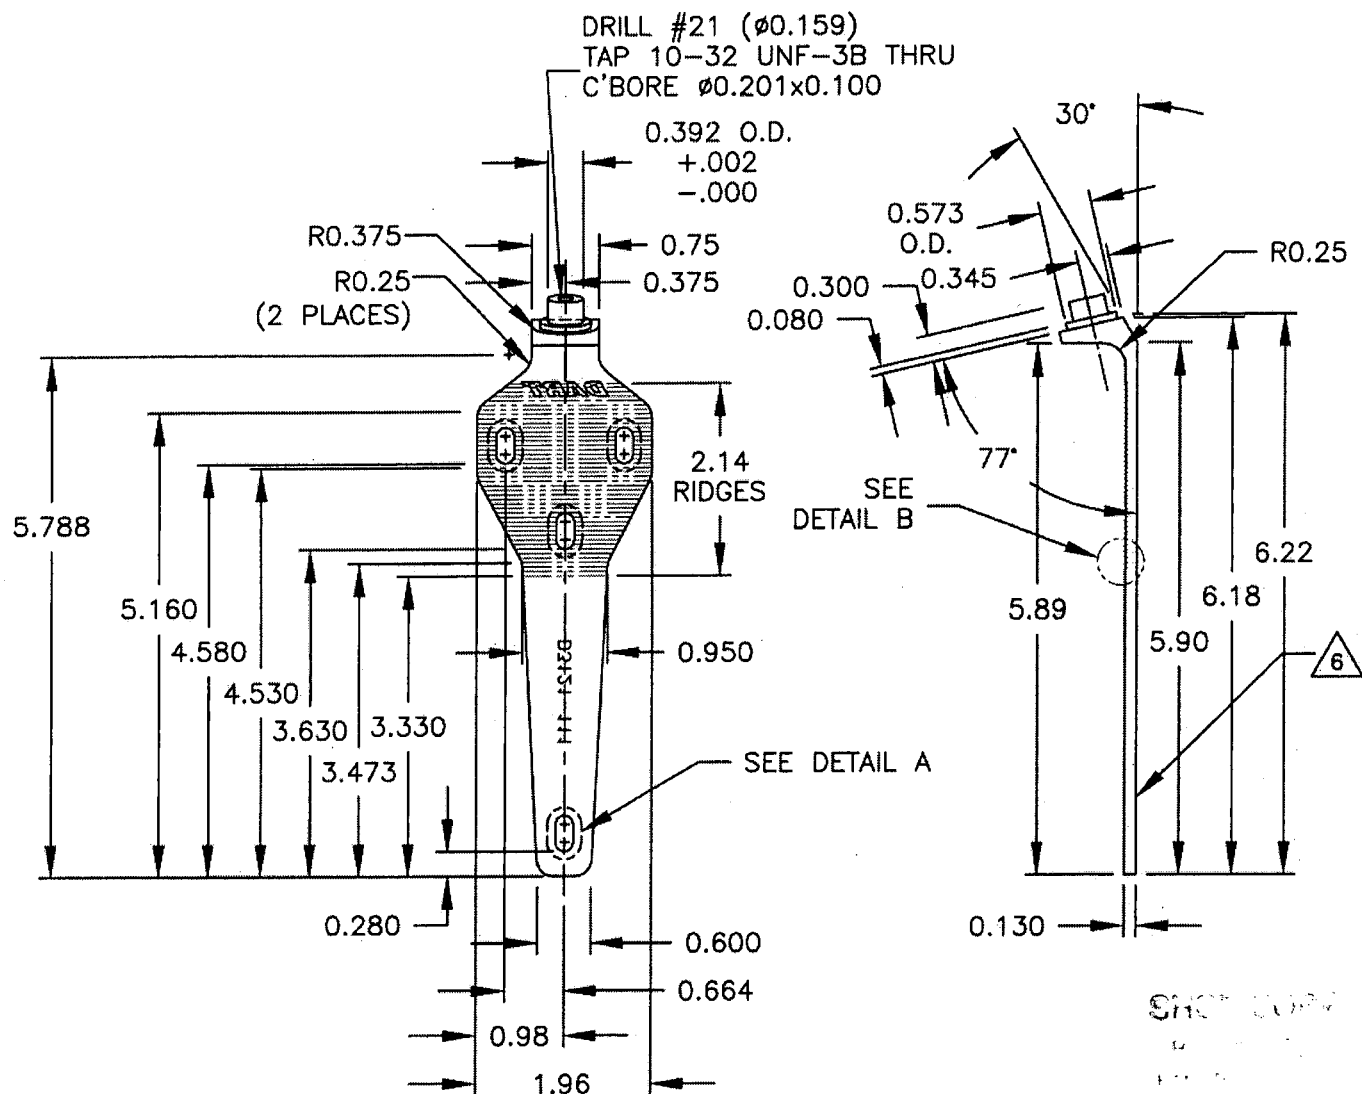 DRILL #21 (ø0.159)
TAP 10-32 UNF-3B THRU
C'BORE ø0.201x0.100
0.392 O.D.
+.002
-.000
R0.375
0.75
R0.25
(2 PLACES)
0.375
5.788
5.160
4.580
4.530
3.630
3.473
3.330
2.14
RIDGES
DART
0.950
D3121-111
SEE DETAIL A
0.280
0.600
0.664
0.98
1.96
30°
0.573
O.D.
0.345
R0.25
0.300
0.080
77°
SEE
DETAIL B
5.89
5.90
6.18
6.22
6
0.130